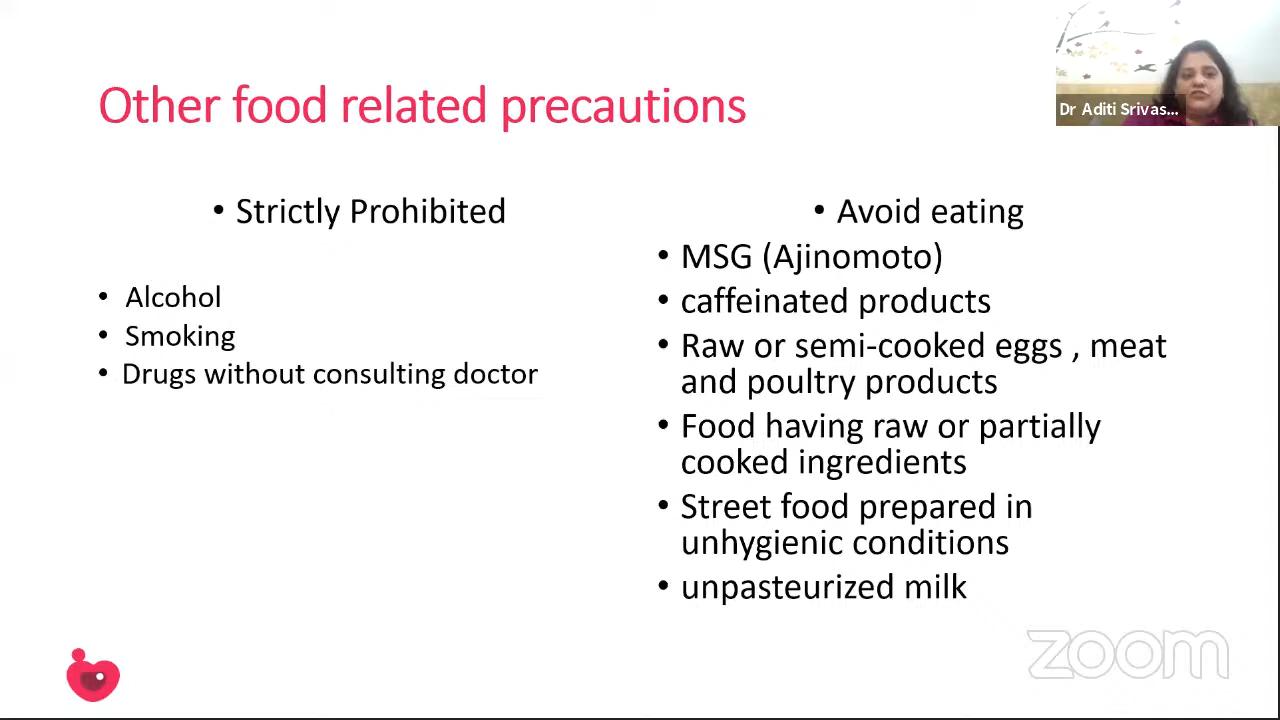 Other food related precautions
Dr Aditi Srivas...
• Strictly Prohibited
• Alcohol
• Smoking
• Drugs without consulting doctor
• Avoid eating
• MSG (Ajinomoto)
• caffeinated products
• Raw or semi-cooked eggs , meat
and poultry products
• Food having raw or partially
cooked ingredients
• Street food prepared in
unhygienic conditions
• unpasteurized milk
zoom